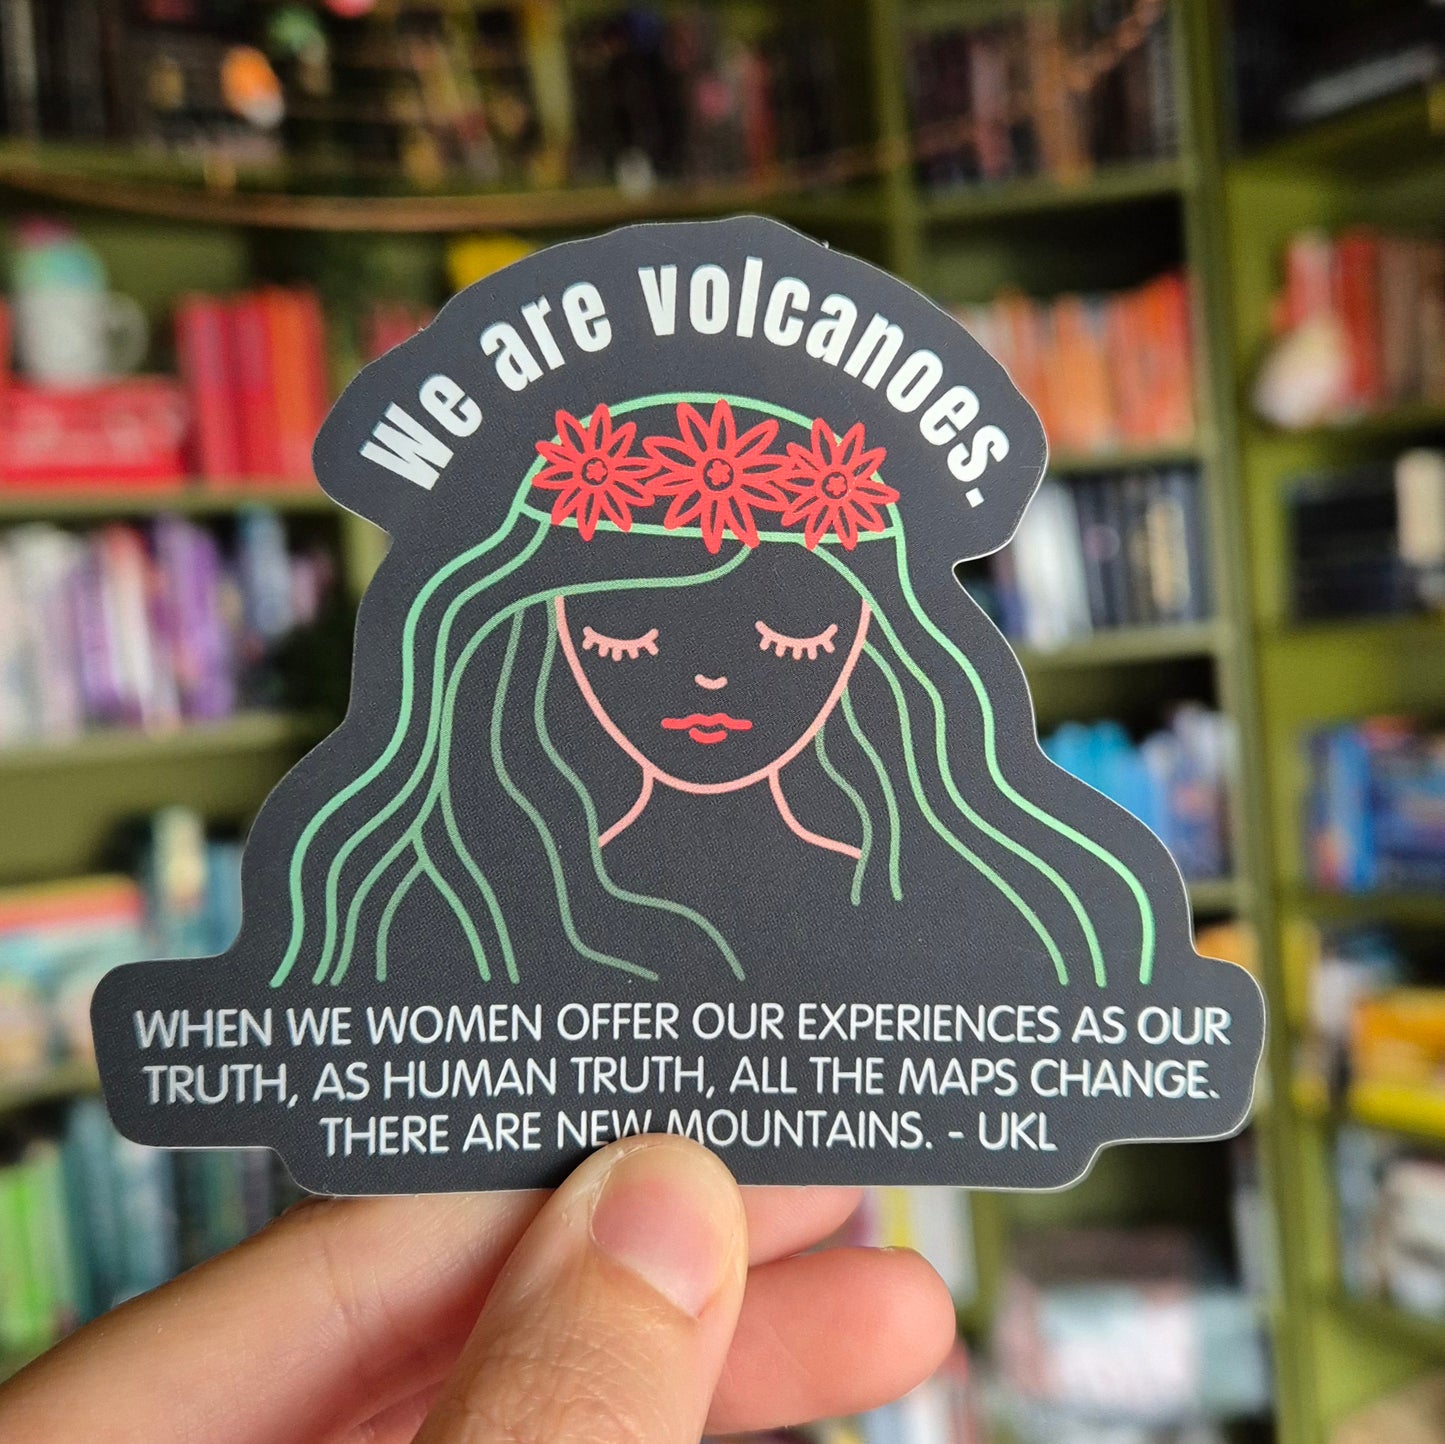 We are volcanoes.
WHEN WE WOMEN OFFER OUR EXPERIENCES AS OUR
TRUTH, AS HUMAN TRUTH, ALL THE MAPS CHANGE.
THERE ARE NEW MOUNTAINS. - UKL